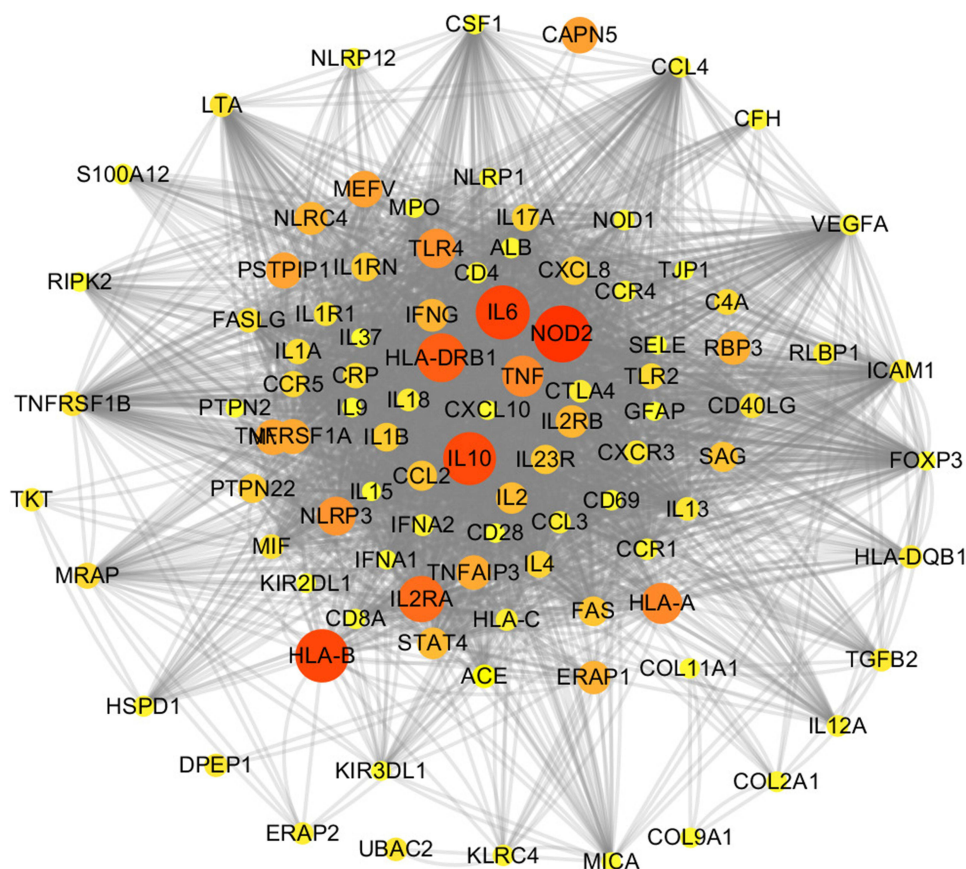 CSF1
CAPN5
NLRP12
CCL4
LTA
CFH
S100A12
NLRP1
MEFV
MPO
NLRC4
IL17A
NOD1
VEGFA
TLR4
ALB
PSTPIP1
IL1RN
CD4
CXCL8
TJP1
RIPK2
CCR4
C4A
FASLG
IL1R1
IFNG
IL6
NOD2
IL37
SELE
RBP3
RLBP1
IL1A
HLA-DRB1
ICAM1
CCR5
CRP
TNF
CTLA4
TLR2
TNFRSF1B
PTPN2
IL9
IL18
CXCL10
GFAP
CD40LG
IL2RB
TNFRSF1A
IL1B
IL10
IL23R
CXCR3
SAG
FOXP3
PTPN22
CCL2
TKT
IL15
IL2
CD69
IL13
NLRP3
IFNA2
CD28
CCL3
MIF
CCR1
HLA-DQB1
MRAP
KIR2DL1
IFNA1
TNFAIP3
IL4
IL2RA
HLA-A
CD8A
HLA-C
FAS
STAT4
HLA-B
ACE
ERAP1
COL11A1
TGFB2
HSPD1
IL12A
DPEP1
KIR3DL1
COL2A1
ERAP2
COL9A1
UBAC2
KLRC4
MICA